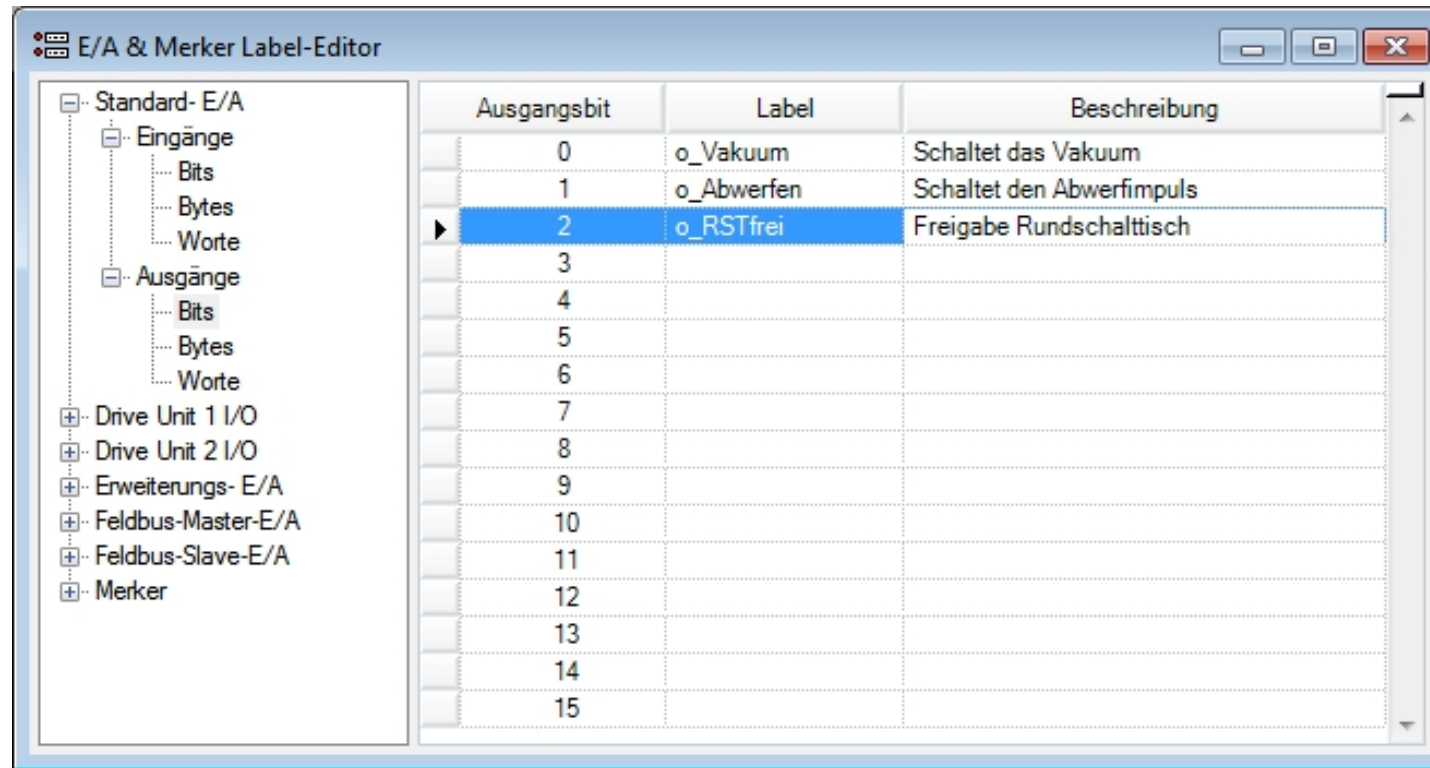 E/A & Merker Label-Editor
Standard- E/A
Eingänge
Bits
Bytes
Worte
Ausgänge
Bits
Bytes
Worte
Drive Unit 1 I/O
Drive Unit 2 I/O
Erweiterungs- E/A
Feldbus-Master-E/A
Feldbus-Slave-E/A
Merker
Ausgangsbit Label Beschreibung
0 o_Vakuum Schaltet das Vakuum
1 o_Abwerfen Schaltet den Abwerfimpuls
2 o_RSTfrei Freigabe Rundschalttisch
3
4
5
6
7
8
9
10
11
12
13
14
15